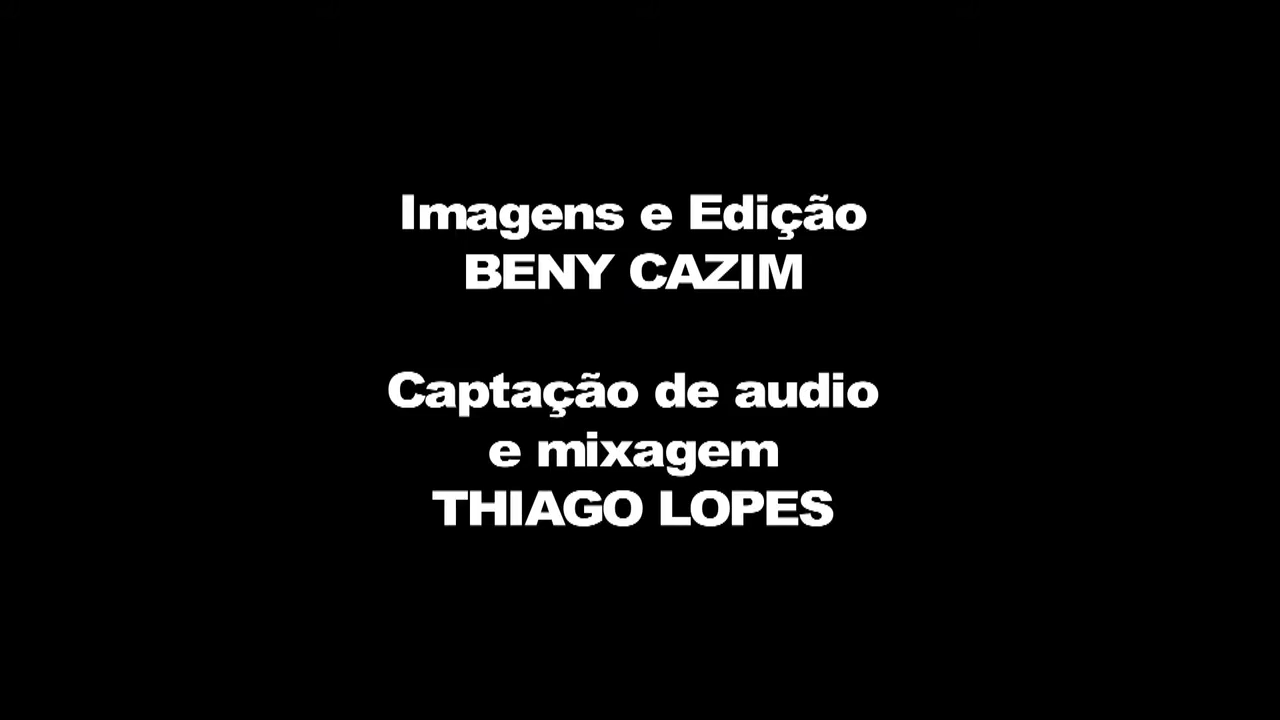 Imagens e Edição
BENY CAZIM
Captação de audio
e mixagem
THIAGO LOPES